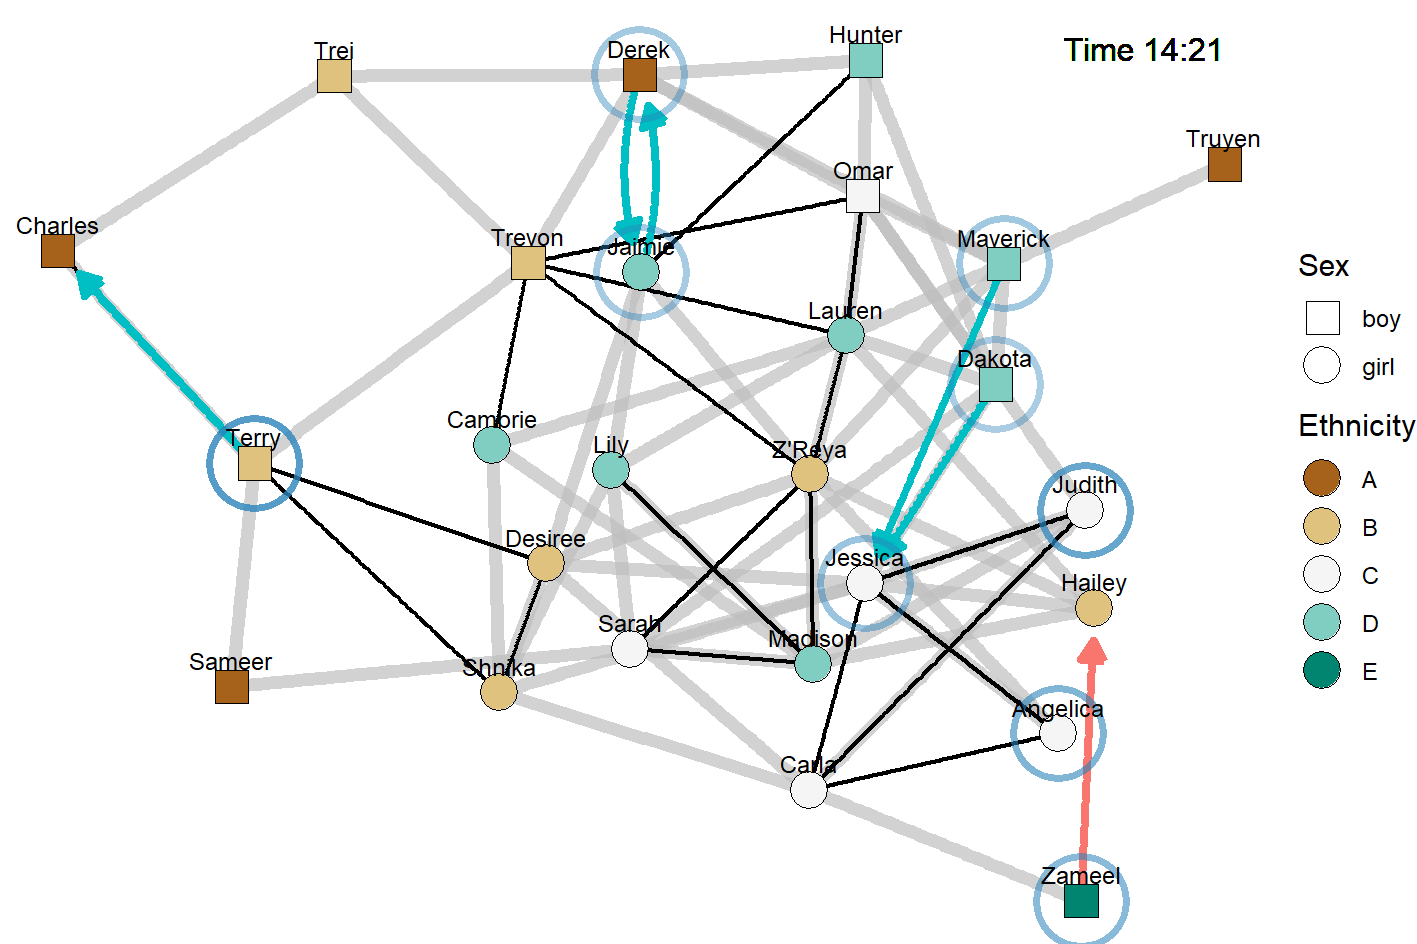 Time 14:21
Hunter
Derek
Trei
Truyen
Omar
Charles
Trevon
Jaimie
Maverick
Lauren
Dakota
Camorie
Lily
Terry
Z'Reya
Judith
Desiree
Jessica
Hailey
Sarah
Madison
Sameer
Shnika
Angelica
Carla
Zameel
Sex
boy
girl
Ethnicity
A
B
C
D
E